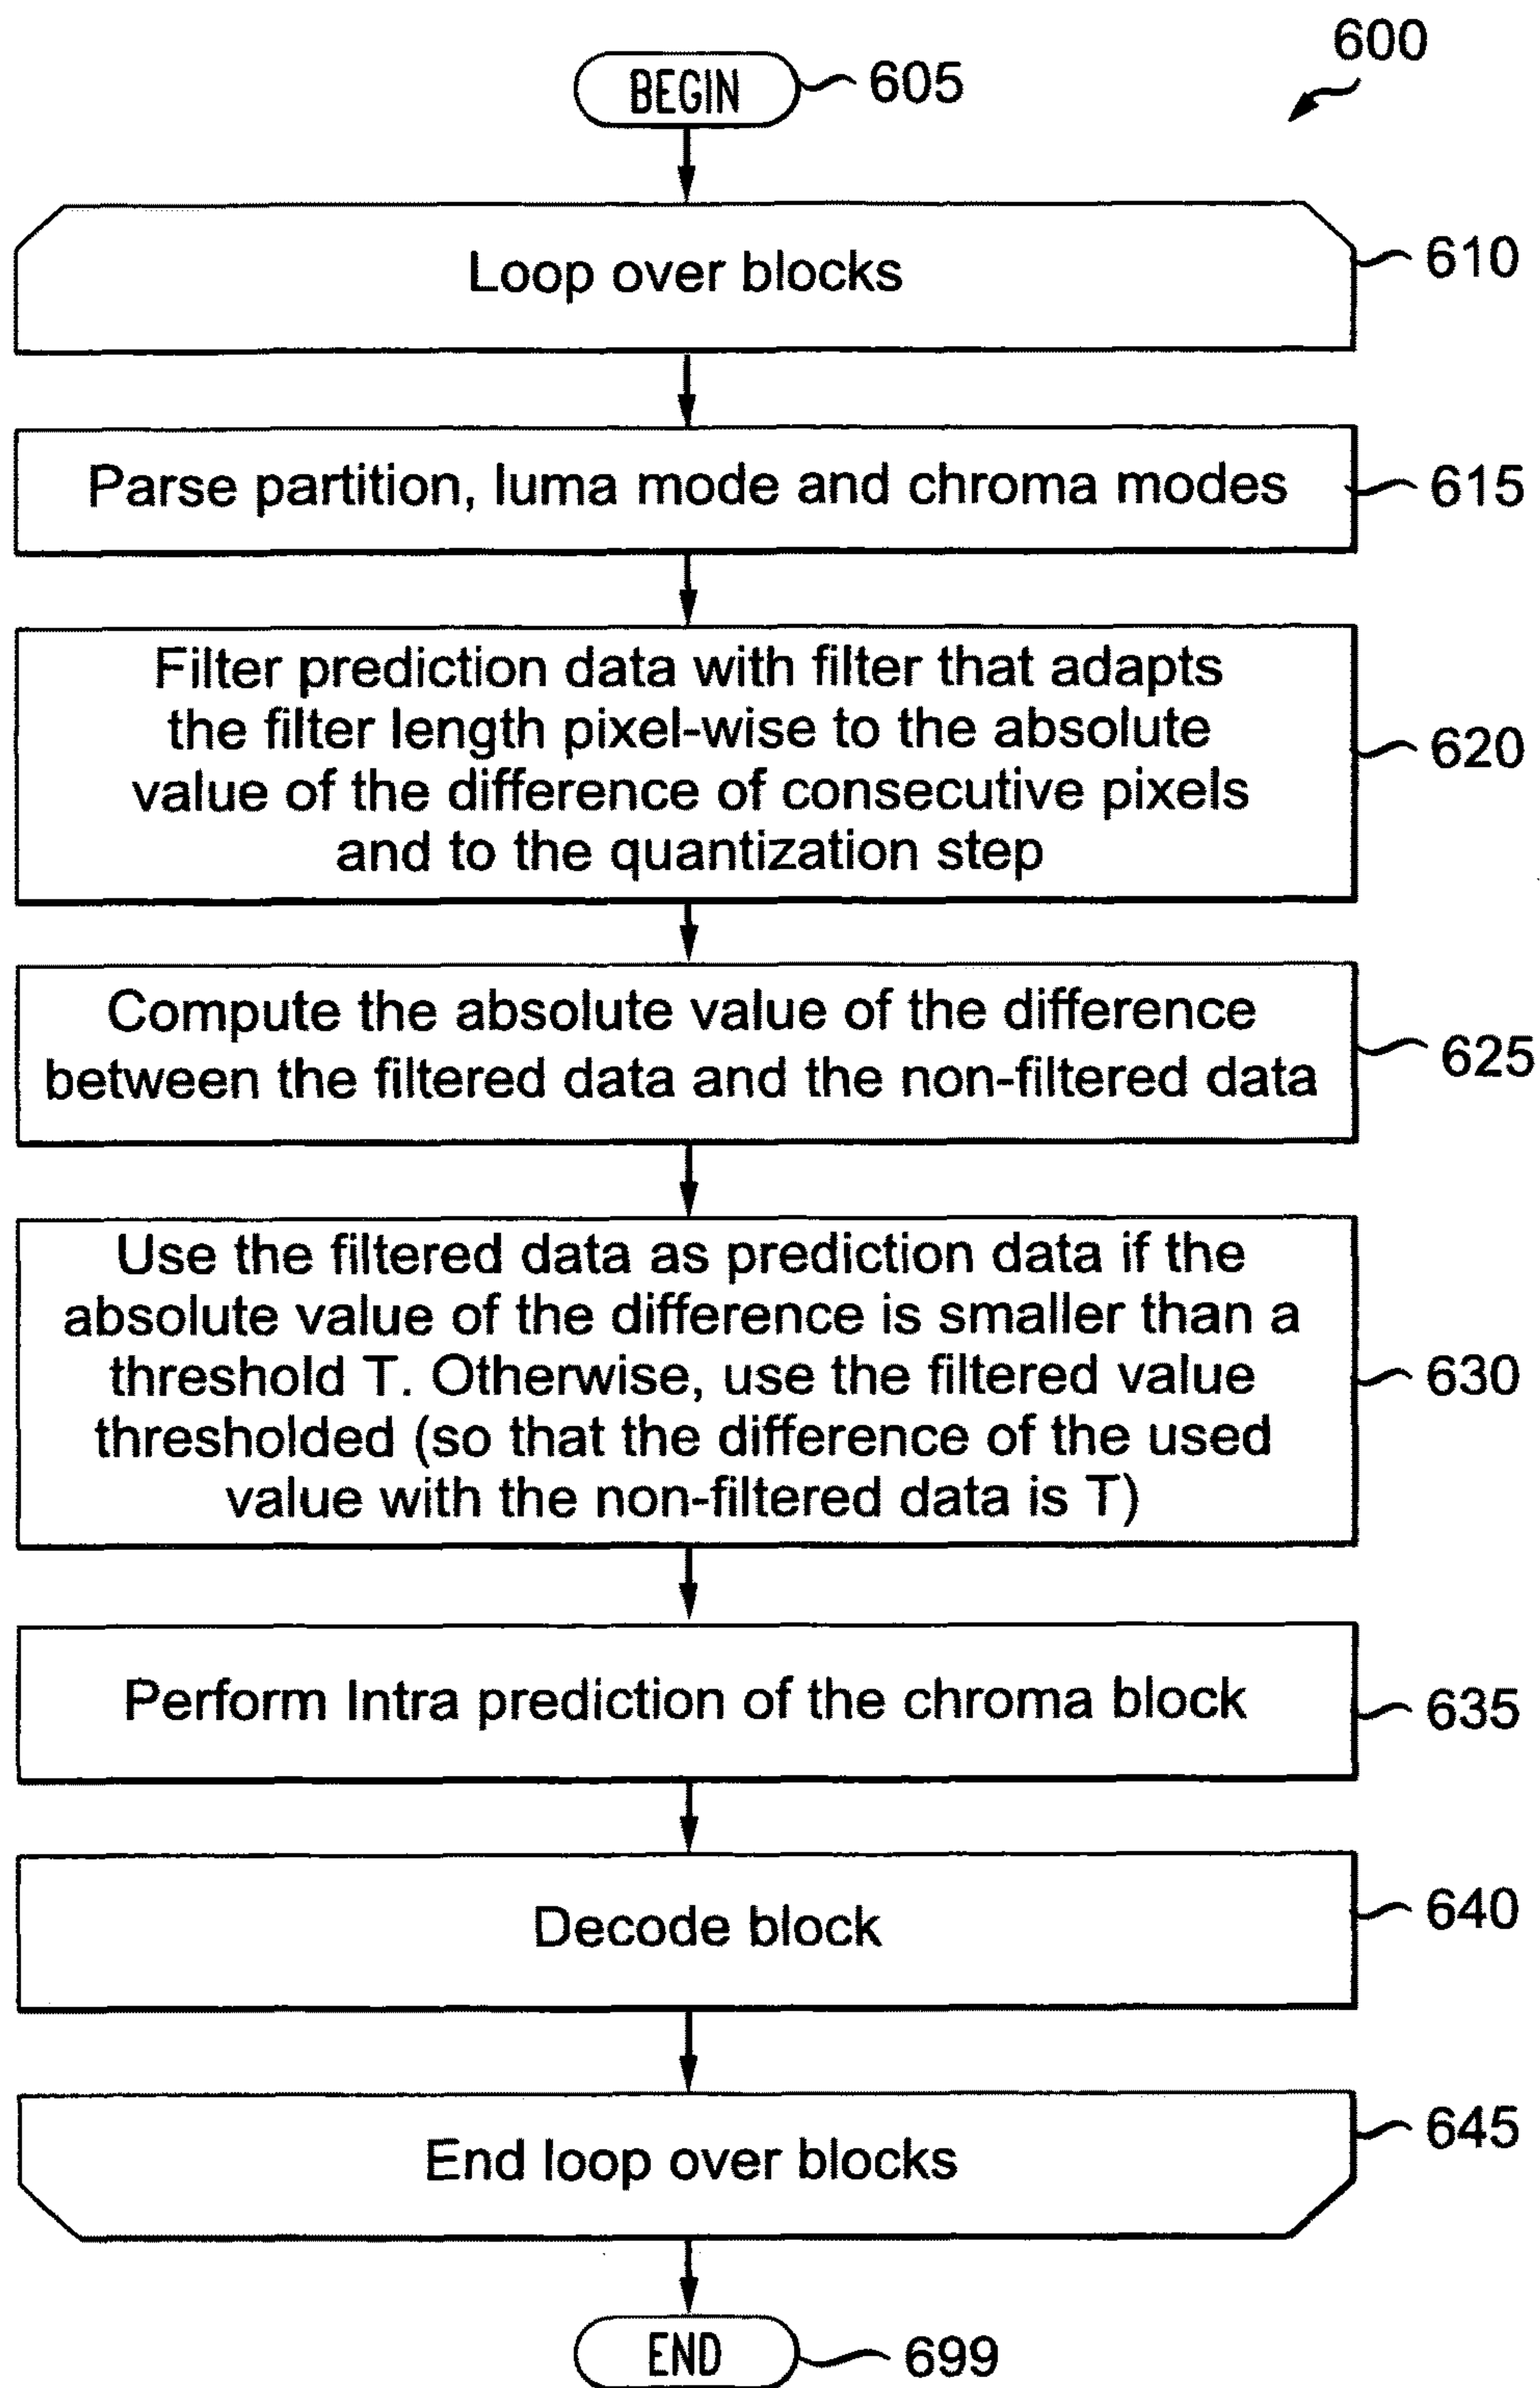 600
BEGIN
605
Loop over blocks
610
Parse partition, luma mode and chroma modes
615
Filter prediction data with filter that adapts
the filter length pixel-wise to the absolute
value of the difference of consecutive pixels
and to the quantization step
620
Compute the absolute value of the difference
between the filtered data and the non-filtered data
625
Use the filtered data as prediction data if the
absolute value of the difference is smaller than a
threshold T. Otherwise, use the filtered value
thresholded (so that the difference of the used
value with the non-filtered data is T)
630
Perform Intra prediction of the chroma block
635
Decode block
640
End loop over blocks
645
END
699